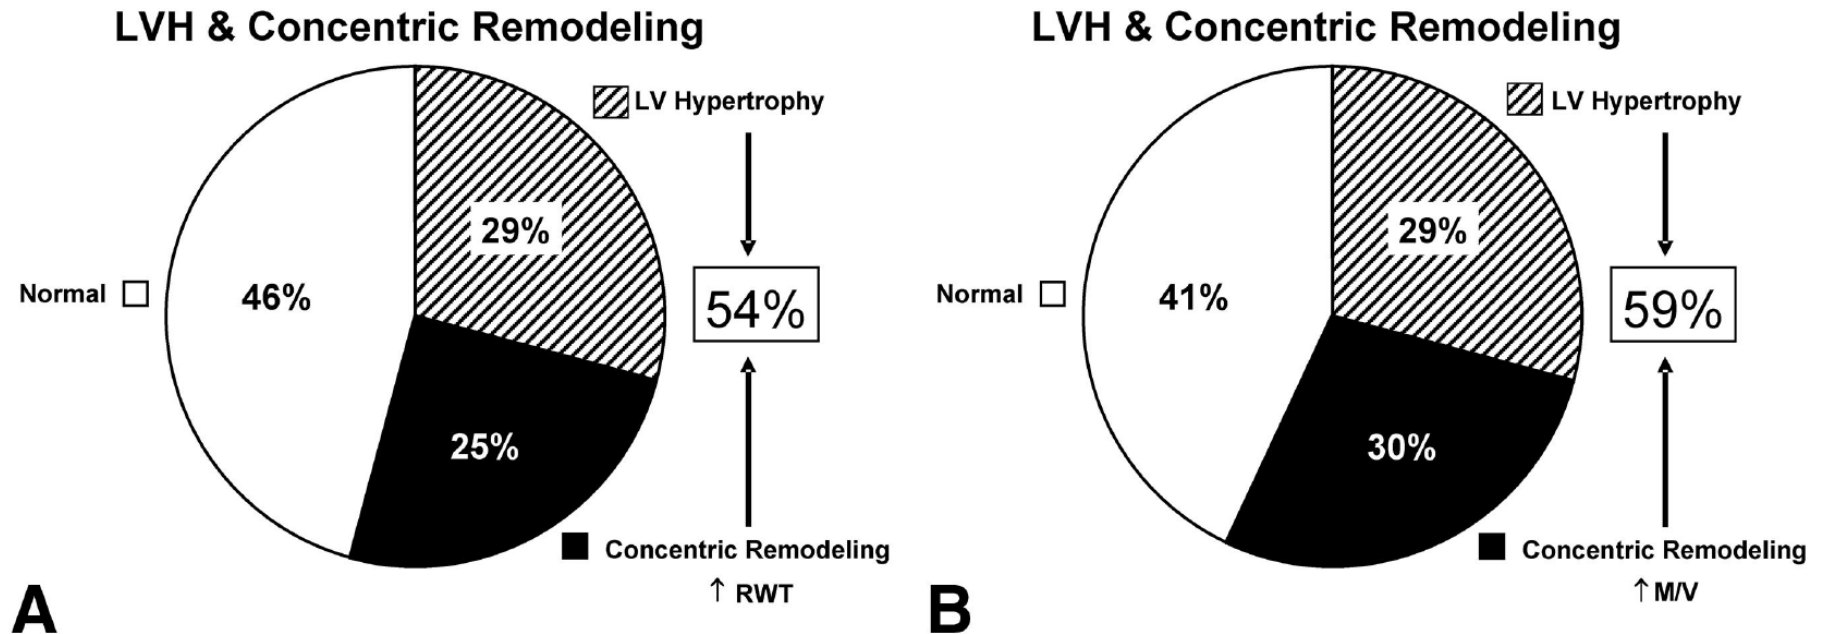 LVH & Concentric Remodeling
LV Hypertrophy
29%
Normal
46%
54%
25%
Concentric Remodeling
↑ RWT
A
LVH & Concentric Remodeling
LV Hypertrophy
29%
Normal
41%
59%
30%
Concentric Remodeling
↑ M/V
B